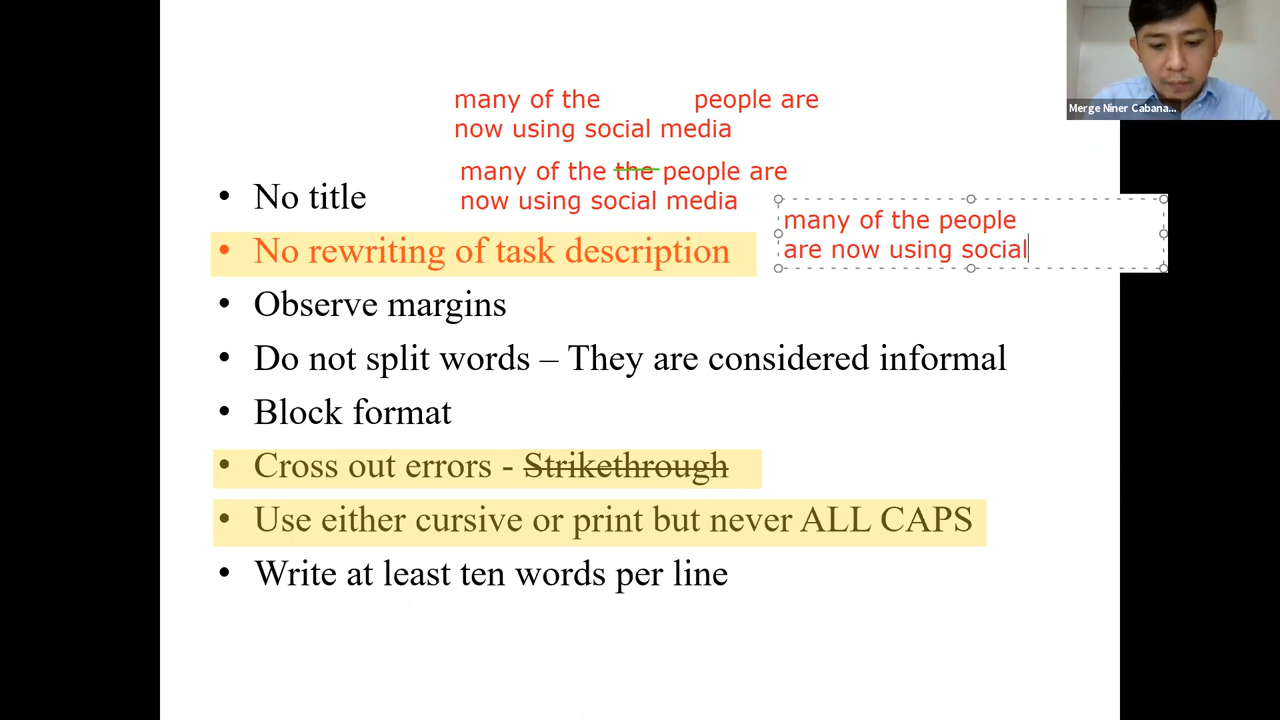 many of the people are
now using social media
many of the the people are
now using social media
many of the people
are now using social
• No title
• No rewriting of task description
• Observe margins
• Do not split words – They are considered informal
• Block format
• Cross out errors - Strikethrough
• Use either cursive or print but never ALL CAPS
• Write at least ten words per line
Merge Niner Cabana...